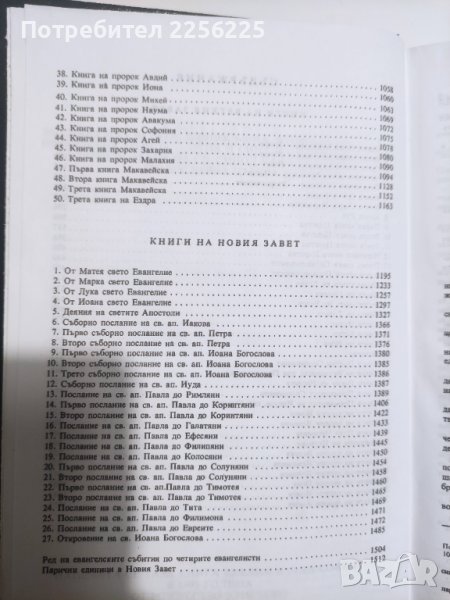 Потребител 2256225
38. Книга на пророк Авдий 1058
39. Книга на пророк Иона 1060
40. Книга на пророк Михей 1061
41. Книга на пророк Наума 1069
42. Книга на пророк Авакума 1072
43. Книга на пророк Софония 1075
44. Книга на пророк Агей 1078
45. Книга на пророк Захария 1080
46. Книга на пророк Малахия 1090
47. Първа книга Макавейска 1094
48. Втора книга Макавейска 1128
49. Трета книга Макавейска 1152
50. Трета книга на Ездра 1163
КНИГИ НА НОВИЯ ЗАВЕТ
1. От Матея свето Евангелие 1195
2. От Марка свето Евангелие 1233
3. От Лука свето Евангелие 1257
4. От Иоана свето Евангелие 1297
5. Деяния на светите Апостоли 1327
6. Съборно послание на св. ап. Иакова 1366
7. Първо съборно послание на св. ап. Петра 1371
8. Второ съборно послание на св. ап. Петра 1376
9. Първо съборно послание на св. ап. Иоана Богослова 1380
10. Второ съборно послание на св. ап. Иоана Богослова 1385
11. Трето съборно послание на св. ап. Иоана Богослова 1386
12. Съборно послание на св. ап. Иуда 1387
13. Послание на св. ап. Павла до Римляни 1389
14. Първо послание на св. ап. Павла до Коринтяни 1406
15. Второ послание на св. ап. Павла до Коринтяни 1422
16. Послание на св. ап. Павла до Галатяни 1433
17. Послание на св. ап. Павла до Ефесяни 1439
18. Послание на св. ап. Павла до Филипяни 1445
19. Послание на св. ап. Павла до Колосяни 1450
20. Първо послание на св. ап. Павла до Солуняни 1454
21. Второ послание на св. ап. Павла до Солуняни 1458
22. Първо послание на св. ап.Павла до Тимотея 1460
23. Второ послание на св. ап. Павла до Тимотея 1465
24. Послание на св. ап. Павла до Тита 1469
25. Послание на св. ап. Павла до Филимона 1471
26. Послание на св. ап. Павла до Евреите 1472
27. Откровение на св. Иоана Богослова 1485
Ред на евангелските събития по четирите евангелисти 1504
Парични единици в Новия Завет 1512
BAZAR